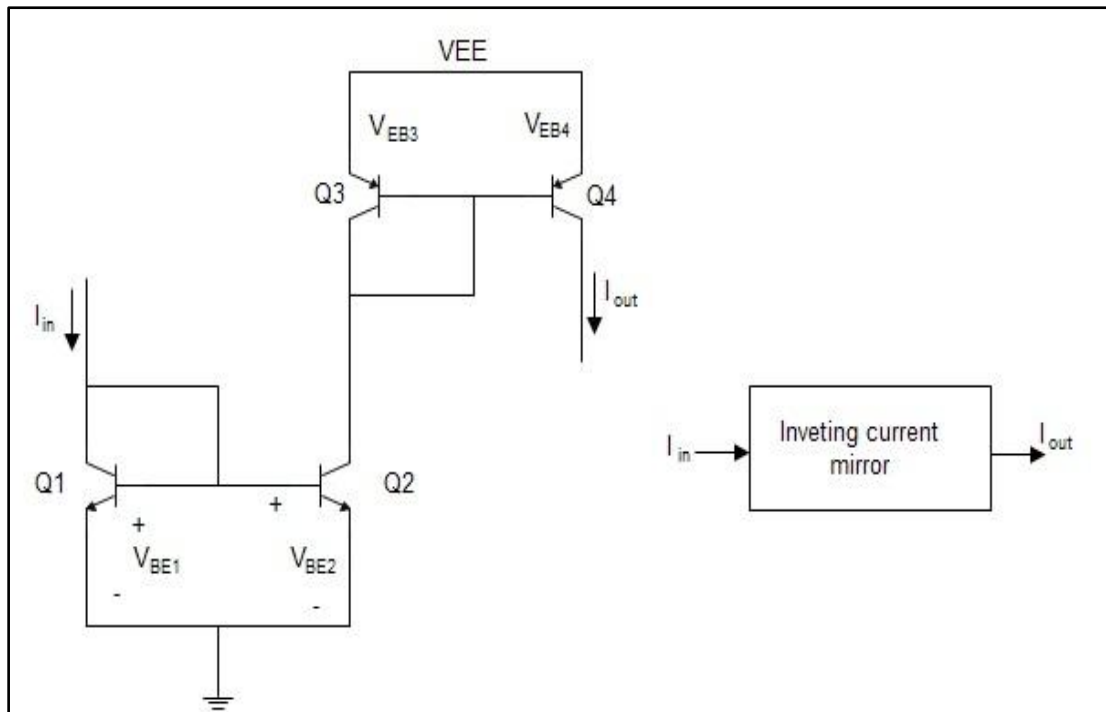 VEE
VEB3
VEB4
Q3
Q4
Iin
Iout
Q1
Q2
+
+
VBE1
VBE2
-
-
Iin
Inveting current
mirror
Iout